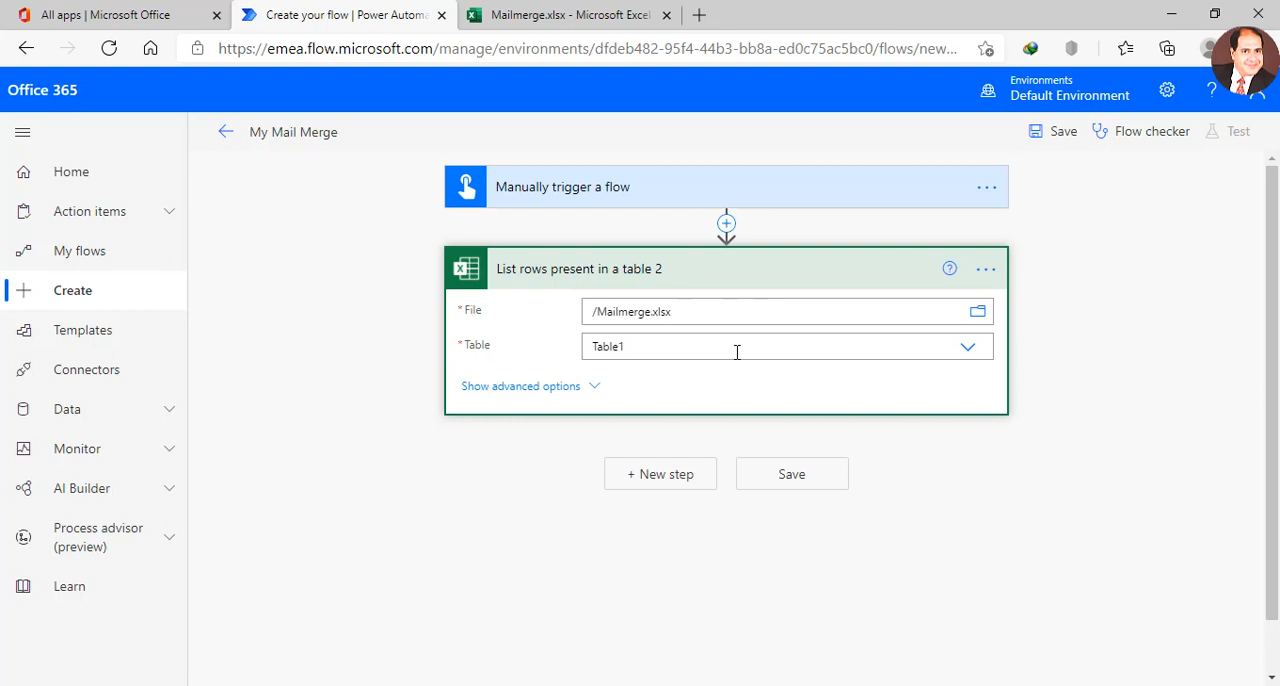 All apps | Microsoft Office
Create your flow | Power Automa
Mailmerge.xlsx - Microsoft Excel
https://emea.flow.microsoft.com/manage/environments/dfdeb482-95f4-44b3-bb8a-ed0c75ac5bc0/flows/new...
Office 365
Environments
Default Environment
?
My Mail Merge
Save
Flow checker
Test
Home
Action items
My flows
Create
Templates
Connectors
Data
Monitor
AI Builder
Process advisor
(preview)
Learn
Manually trigger a flow
...
List rows present in a table 2
?
...
* File
/Mailmerge.xlsx
* Table
Table1
Show advanced options
+ New step
Save